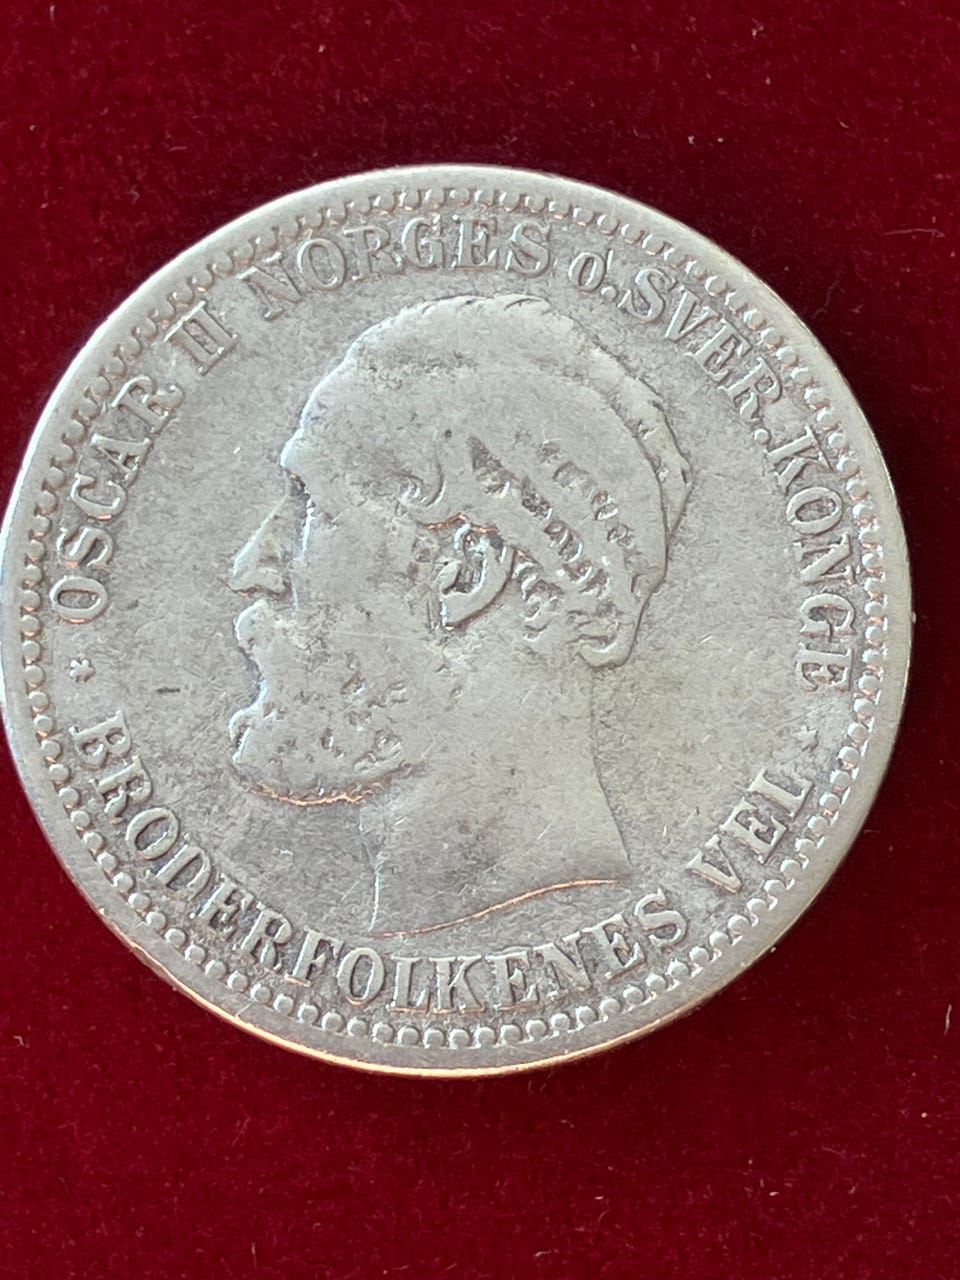 OSCAR II NORGES O. SVER. KONGE
* BRODERFOLKENES VEL *